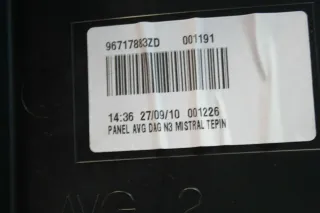 96717883ZD 001191
14:36 27/09/10 001226
PANEL AVG DAG N3 MISTRAL TEPIN